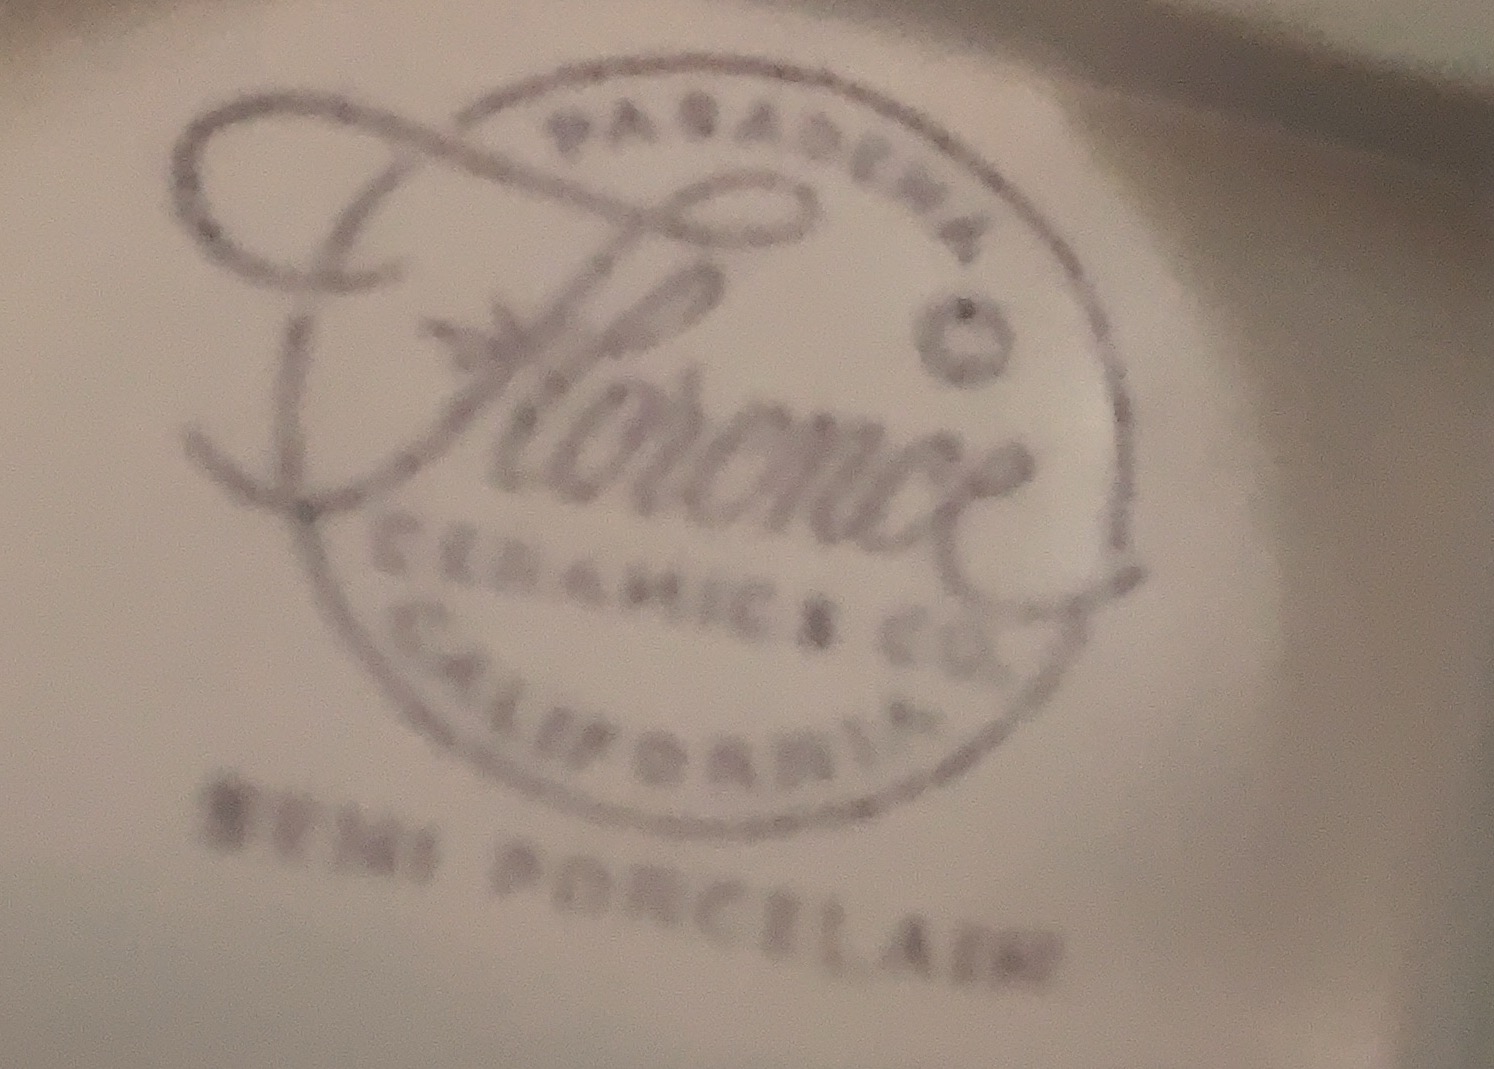 PASADENA ©
Florence
CERAMICS CO.
CALIFORNIA
SEMI PORCELAIN